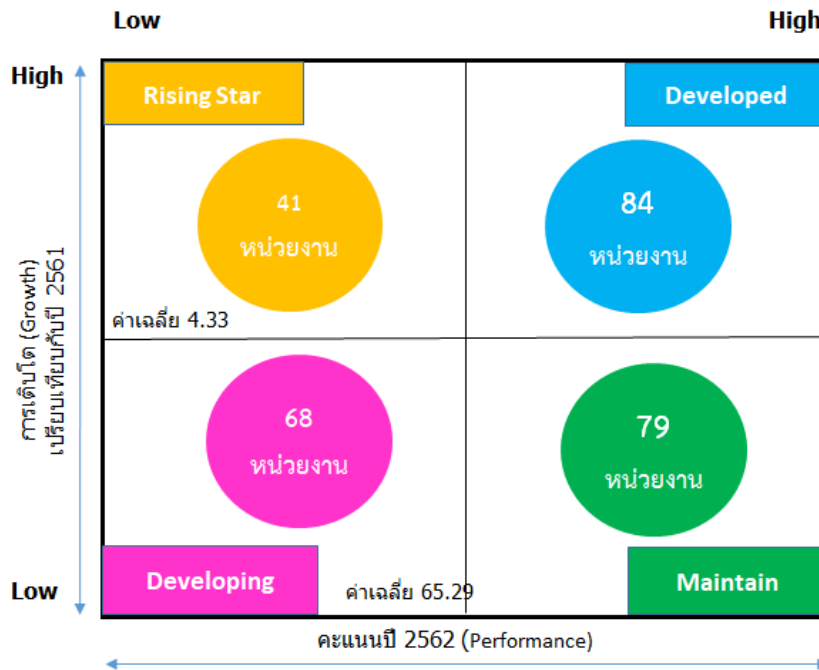 Low
High
High
Rising Star
Developed
41
หน่วยงาน
84
หน่วยงาน
การเติบโต (Growth)
เปรียบเทียบกับปี 2561
ค่าเฉลี่ย 4.33
68
หน่วยงาน
79
หน่วยงาน
Low
Developing
ค่าเฉลี่ย 65.29
Maintain
คะแนนปี 2562 (Performance)